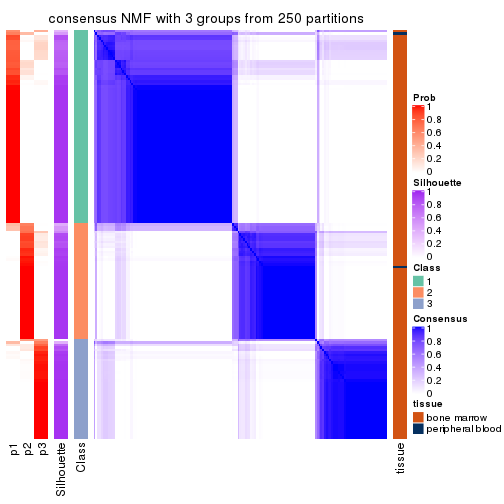 consensus NMF with 3 groups from 250 partitions
Prob
1
0.8
0.6
0.4
0.2
0
Silhouette
1
0.8
0.6
0.4
0.2
0
Class
1
2
3
Consensus
1
0.8
0.6
0.4
0.2
0
tissue
bone marrow
peripheral blood
p1
p2
p3
Silhouette
Class
tissue